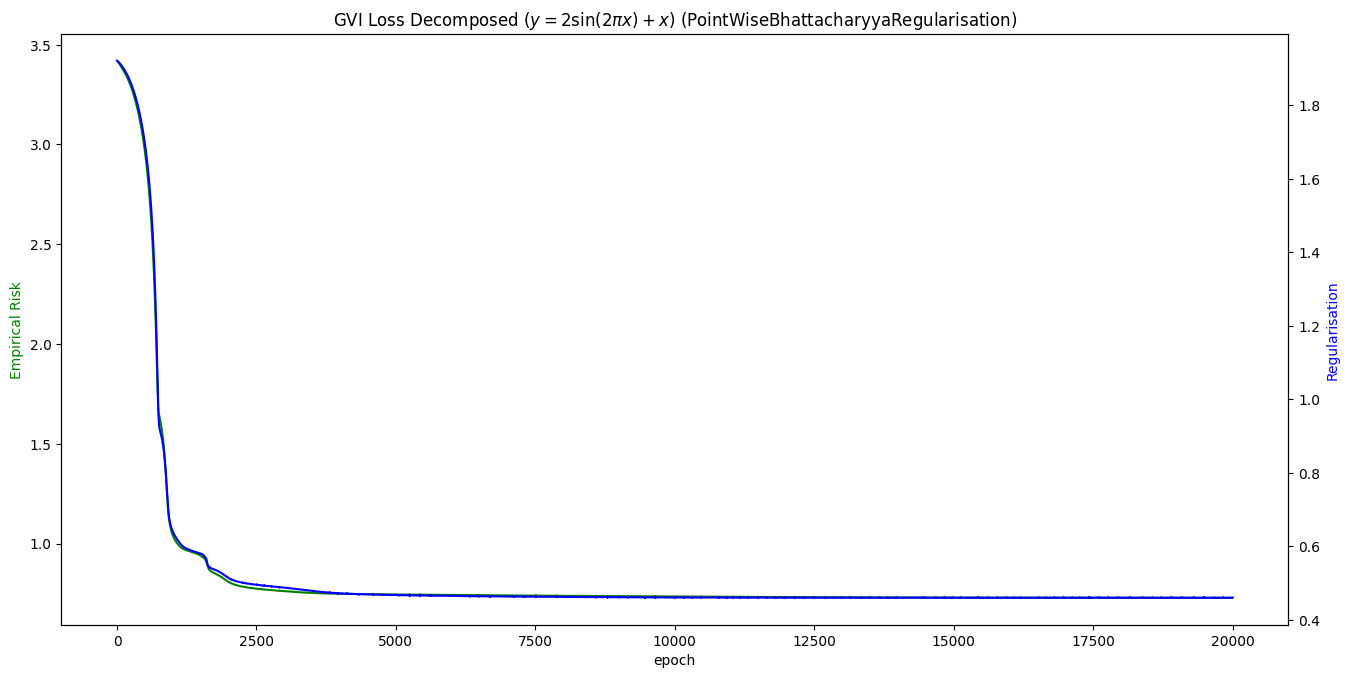 GVI Loss Decomposed (y = 2sin(2πx) + x) (PointWiseBhattacharyyaRegularisation)
3.5
3.0
2.5
2.0
1.5
1.0
Empirical Risk
1.8
1.6
1.4
1.2
1.0
0.8
0.6
0.4
Regularisation
0 2500 5000 7500 10000 12500 15000 17500 20000
epoch